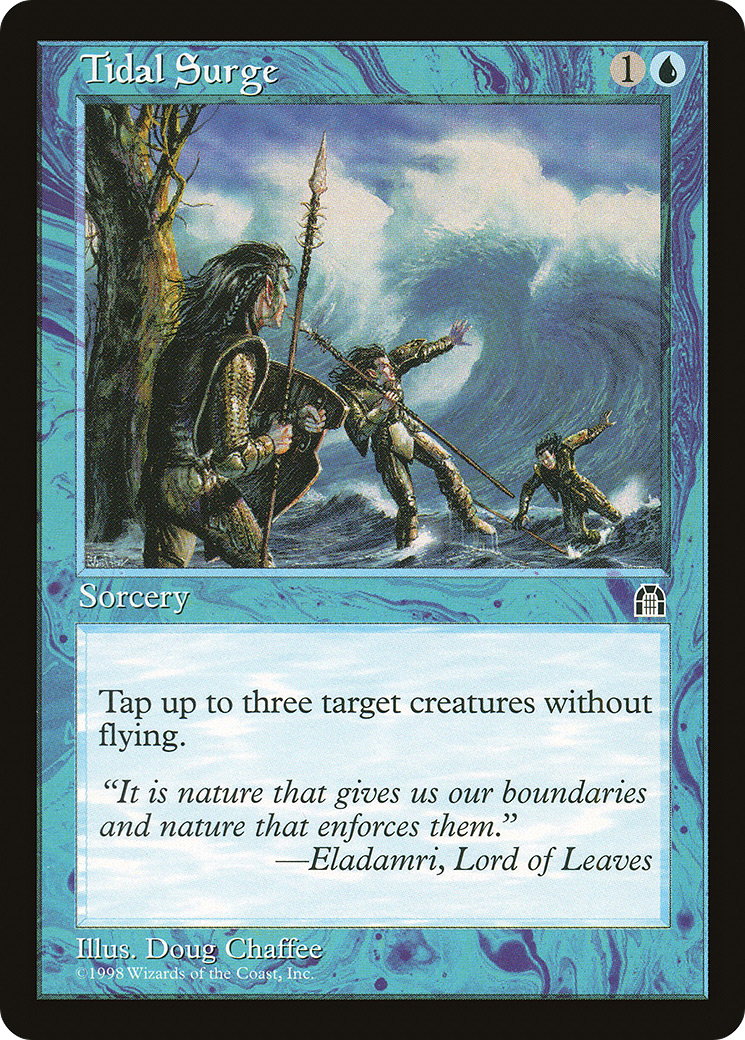 Tidal Surge 1
Sorcery
Tap up to three target creatures without
flying.
“It is nature that gives us our boundaries
and nature that enforces them.”
—Eladamri, Lord of Leaves
Illus. Doug Chaffee
©1998 Wizards of the Coast, Inc.